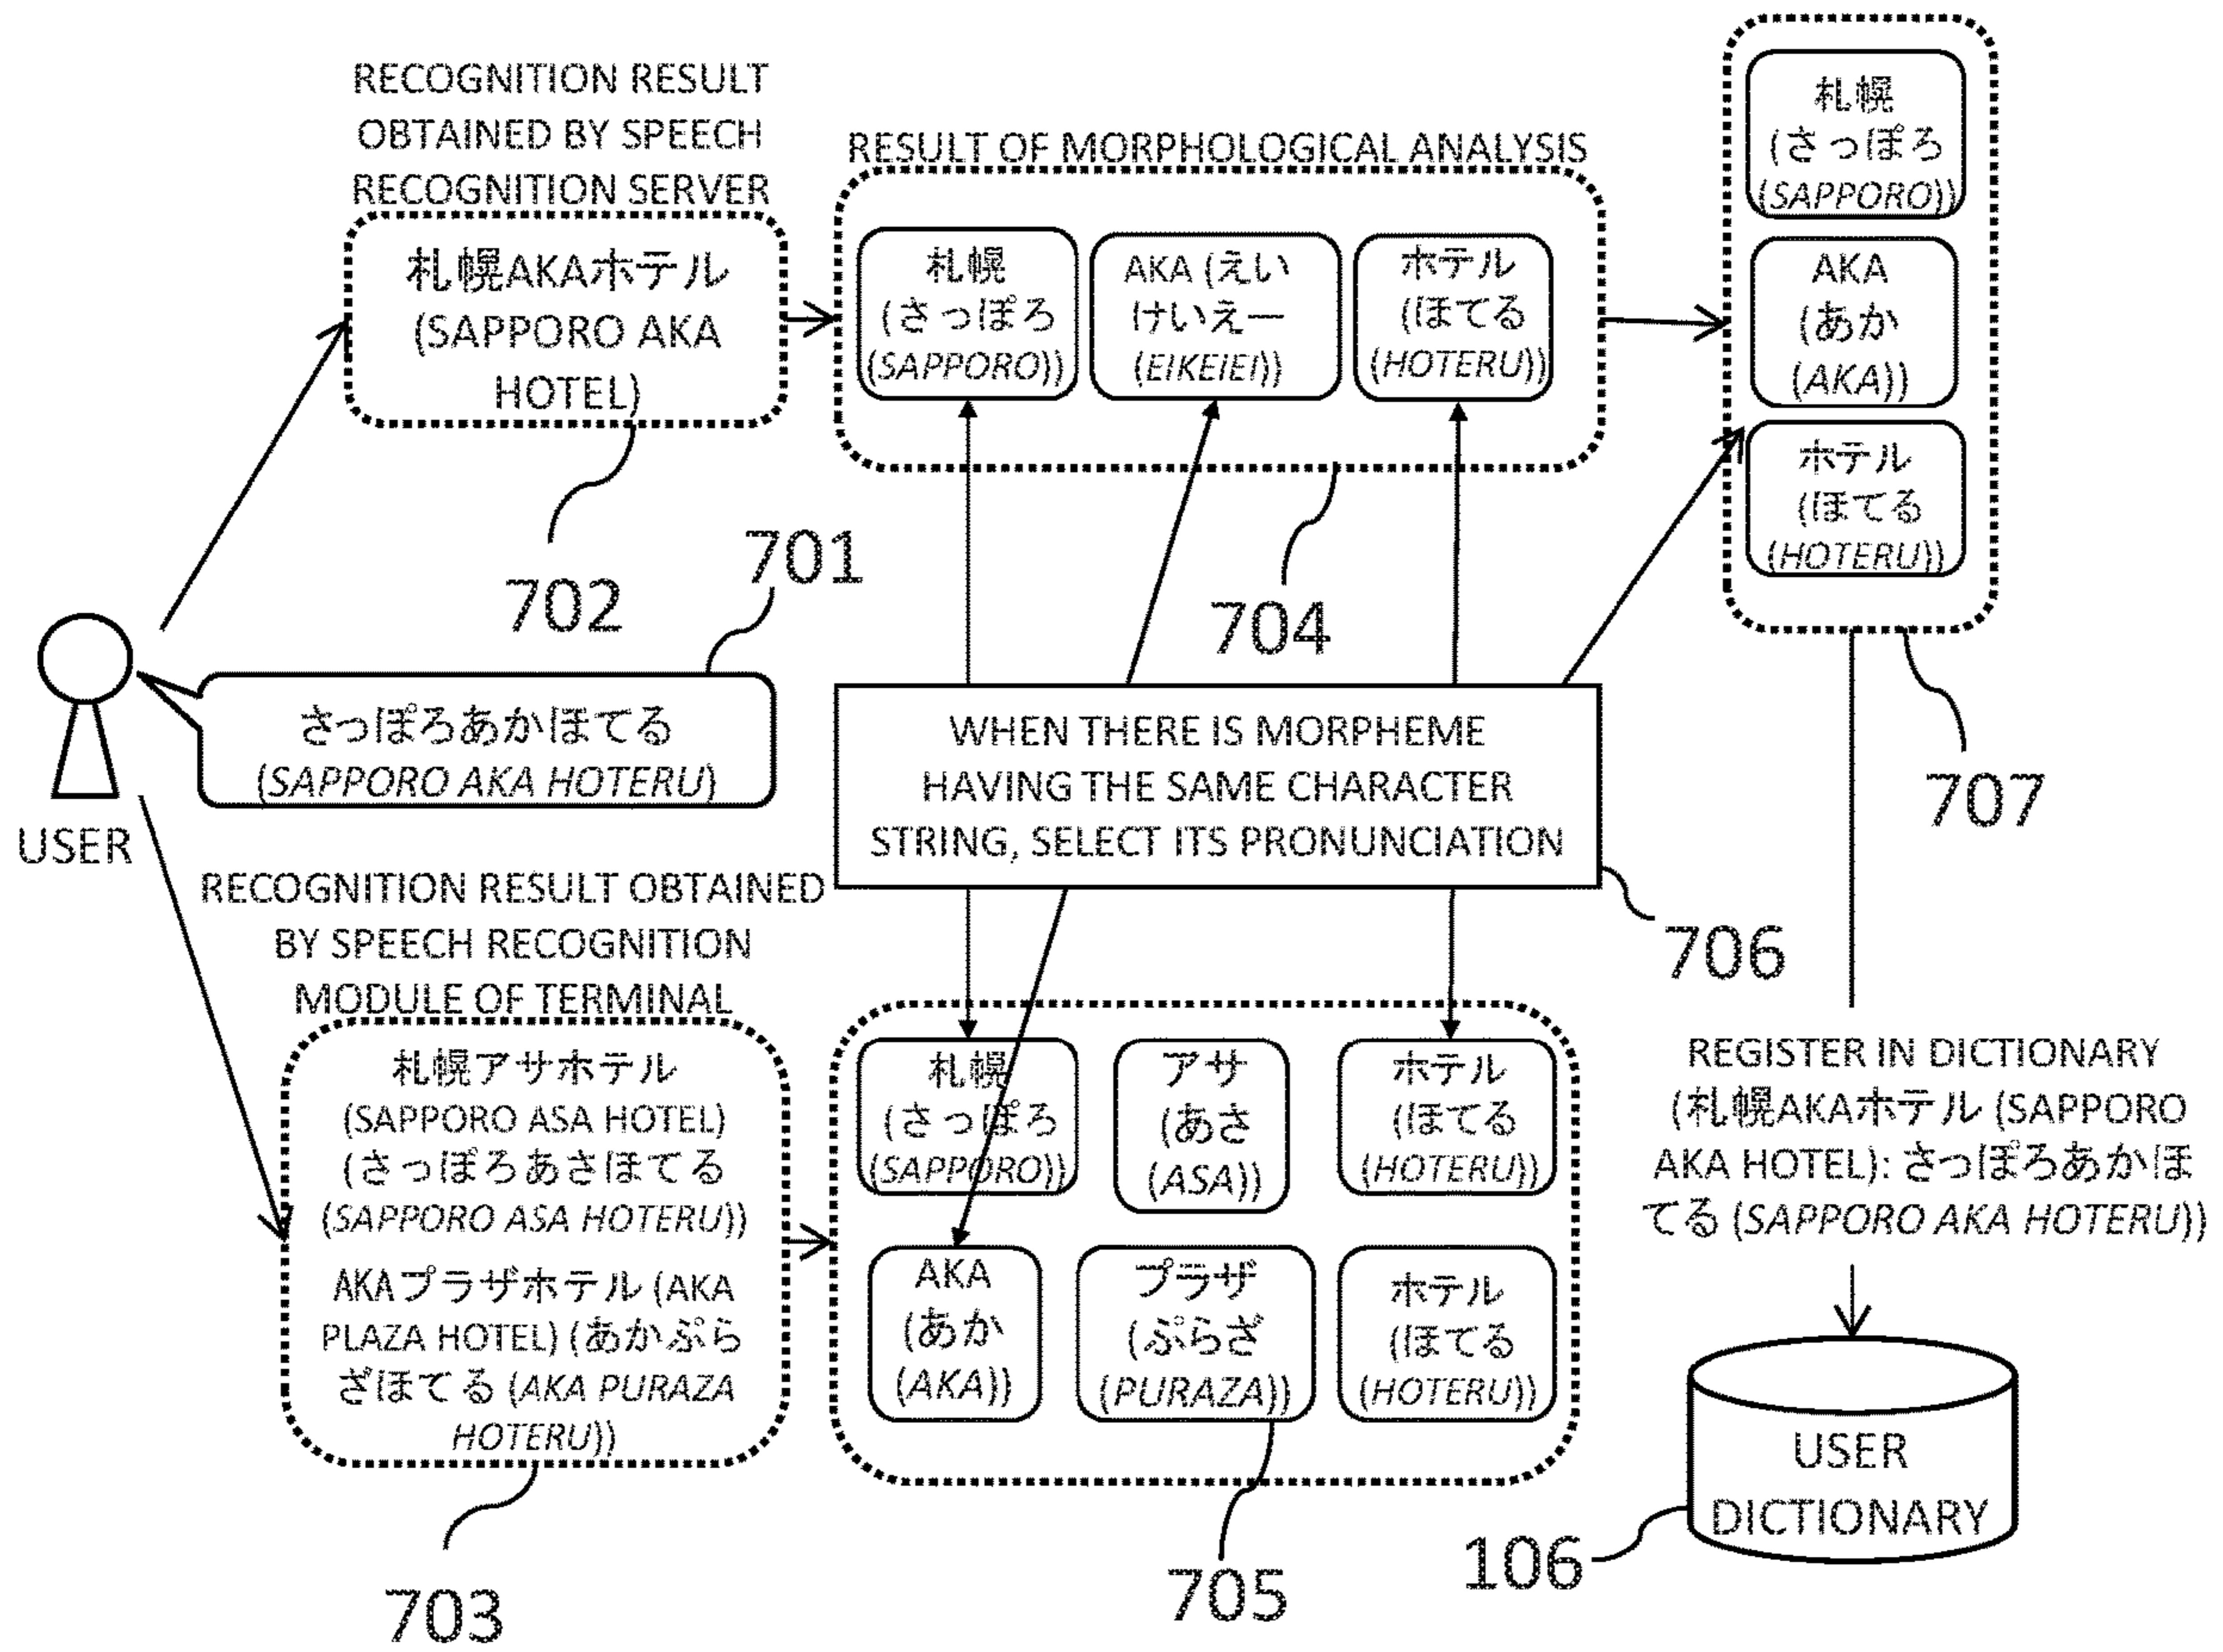 RECOGNITION RESULT
OBTAINED BY SPEECH
RECOGNITION SERVER
札幌AKAホテル
(SAPPORO AKA
HOTEL)
702
RESULT OF MORPHOLOGICAL ANALYSIS
札幌
(さっぽろ
(SAPPORO))
AKA (えい
けいえー
(EIKEIEI))
ホテル
(ほてる
(HOTERU))
704
札幌
(さっぽろ
(SAPPORO))
AKA
(あか
(AKA))
ホテル
(ほてる
(HOTERU))
707
701
さっぽろあかほてる
(SAPPORO AKA HOTERU)
USER
WHEN THERE IS MORPHEME
HAVING THE SAME CHARACTER
STRING, SELECT ITS PRONUNCIATION
706
RECOGNITION RESULT OBTAINED
BY SPEECH RECOGNITION
MODULE OF TERMINAL
札幌アサホテル
(SAPPORO ASA HOTEL)
(さっぽろあさほてる
(SAPPORO ASA HOTERU))
AKAプラザホテル (AKA
PLAZA HOTEL) (あかぷら
ざほてる (AKA PURAZA
HOTERU))
703
札幌
(さっぽろ
(SAPPORO))
アサ
(あさ
(ASA))
ホテル
(ほてる
(HOTERU))
AKA
(あか
(AKA))
プラザ
(ぷらざ
(PURAZA))
ホテル
(ほてる
(HOTERU))
705
REGISTER IN DICTIONARY
(札幌AKAホテル (SAPPORO
AKA HOTEL): さっぽろあかほ
てる (SAPPORO AKA HOTERU))
USER
DICTIONARY
106